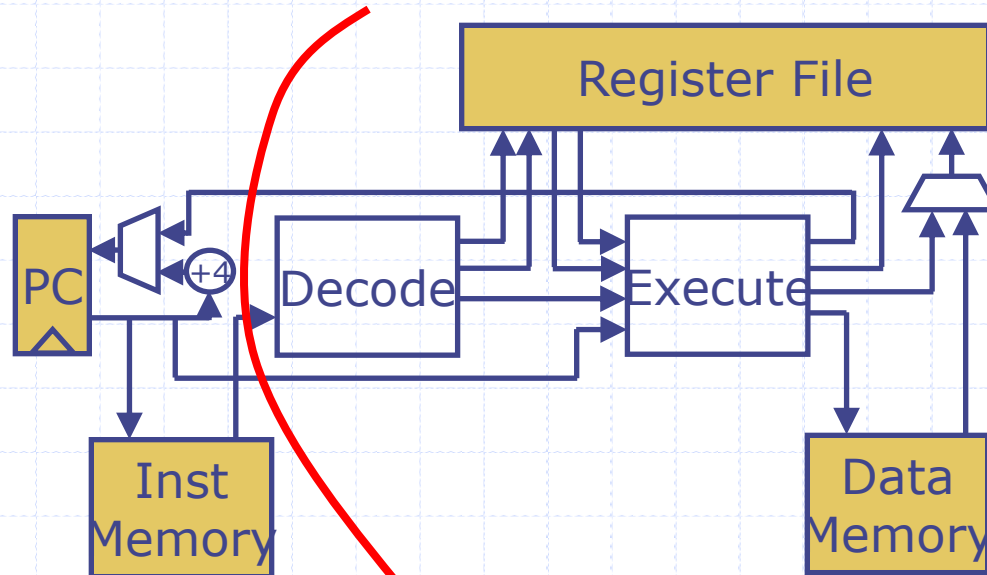 Register File
PC
+4
Decode
Execute
Inst
Memory
Data
Memory